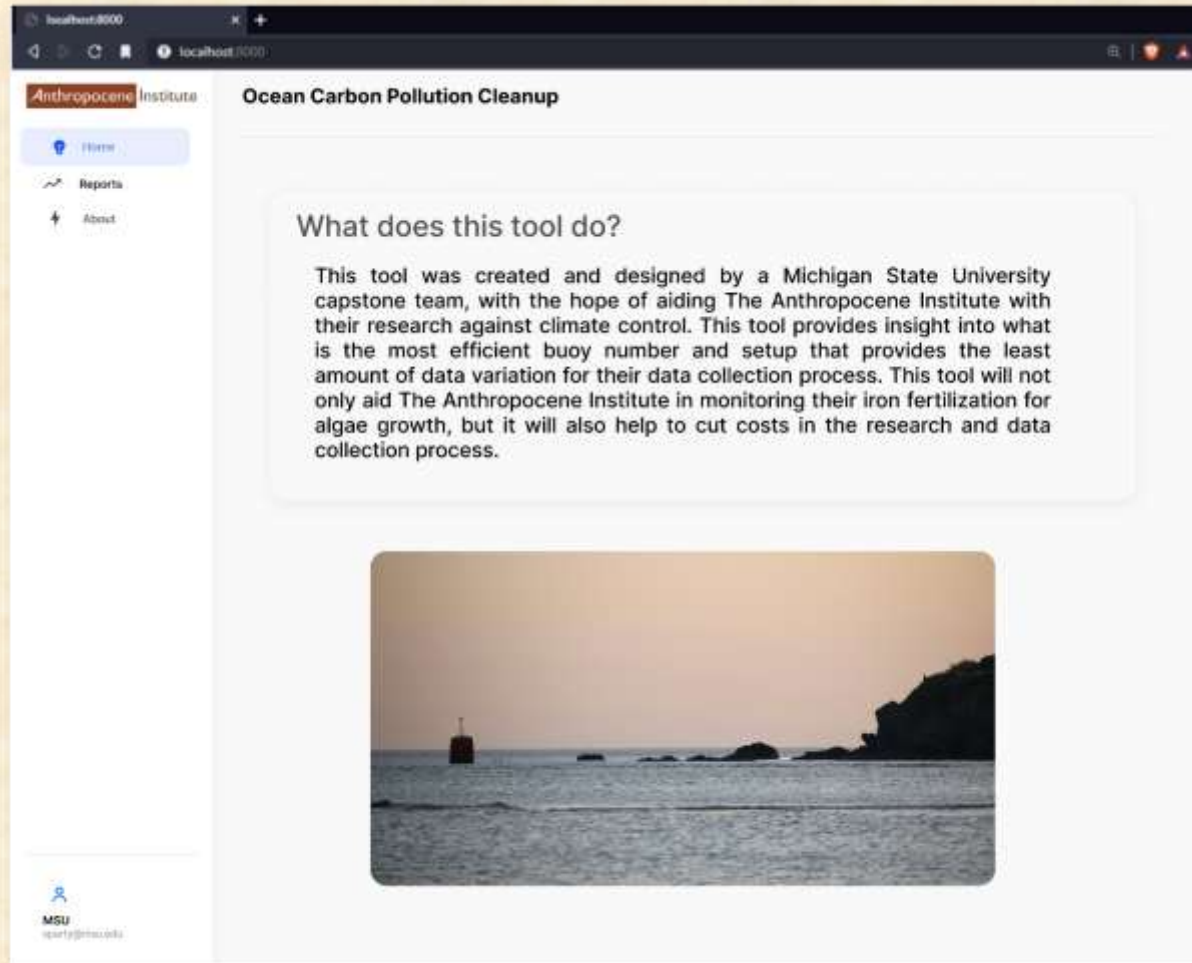 localhost:8000
localhost:8000
Anthropocene Institute
Ocean Carbon Pollution Cleanup
Home
Reports
About
What does this tool do?
This tool was created and designed by a Michigan State University
capstone team, with the hope of aiding The Anthropocene Institute with
their research against climate control. This tool provides insight into what
is the most efficient buoy number and setup that provides the least
amount of data variation for their data collection process. This tool will not
only aid The Anthropocene Institute in monitoring their iron fertilization for
algae growth, but it will also help to cut costs in the research and data
collection process.
MSU
sparty@msu.edu